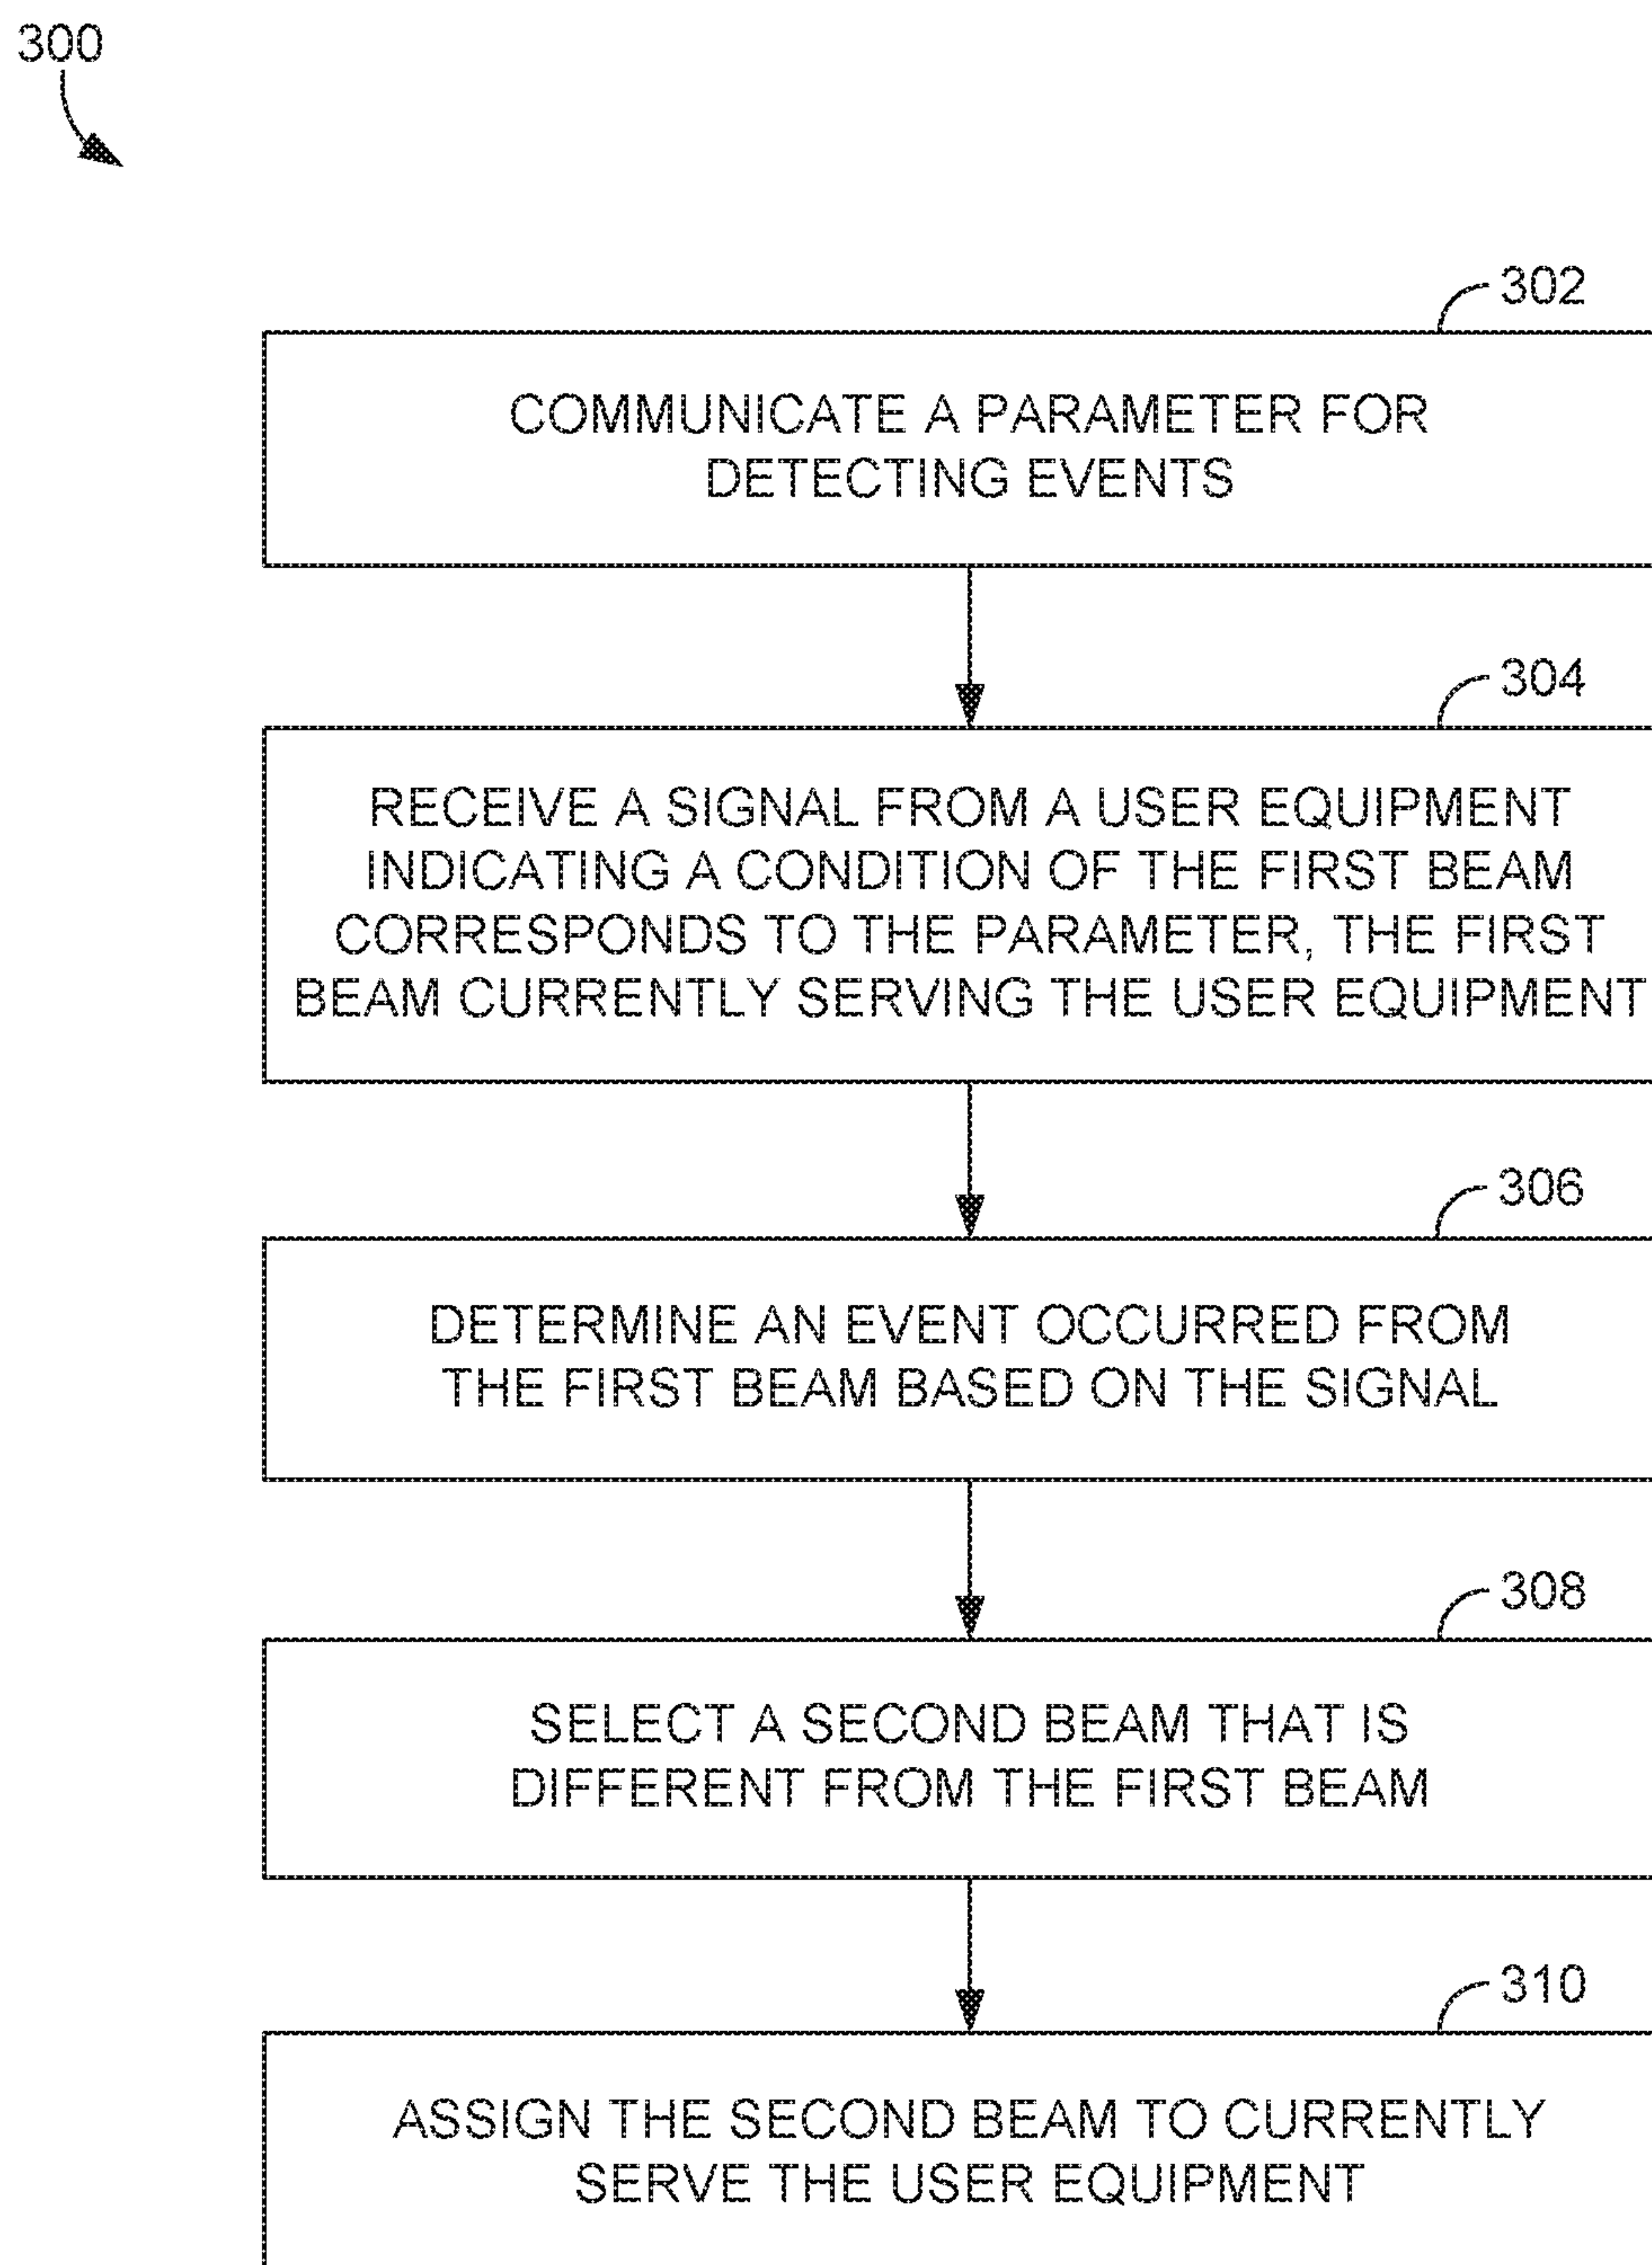 300
302
COMMUNICATE A PARAMETER FOR
DETECTING EVENTS
304
RECEIVE A SIGNAL FROM A USER EQUIPMENT
INDICATING A CONDITION OF THE FIRST BEAM
CORRESPONDS TO THE PARAMETER, THE FIRST
BEAM CURRENTLY SERVING THE USER EQUIPMENT
306
DETERMINE AN EVENT OCCURRED FROM
THE FIRST BEAM BASED ON THE SIGNAL
308
SELECT A SECOND BEAM THAT IS
DIFFERENT FROM THE FIRST BEAM
310
ASSIGN THE SECOND BEAM TO CURRENTLY
SERVE THE USER EQUIPMENT